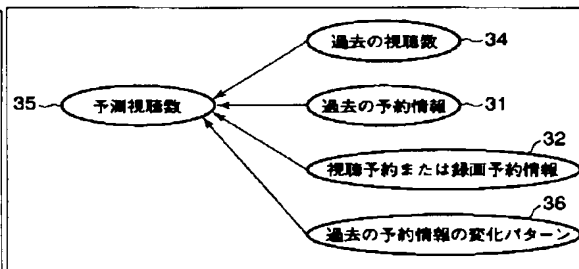 過去の視聴数 34
35 予測視聴数
過去の予約情報 31
32
視聴予約または録画予約情報
36
過去の予約情報の変化パターン